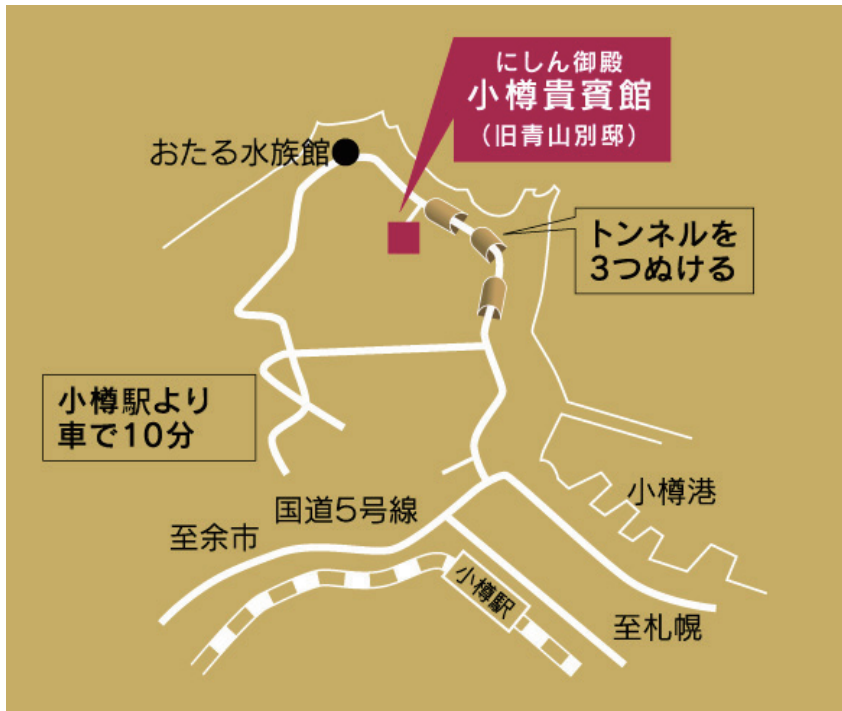 にしん御殿
小樽貴賓館
（旧青山別邸）
おたる水族館
トンネルを
3つぬける
小樽駅より
車で10分
小樽港
国道5号線
至余市
小樽駅
至札幌